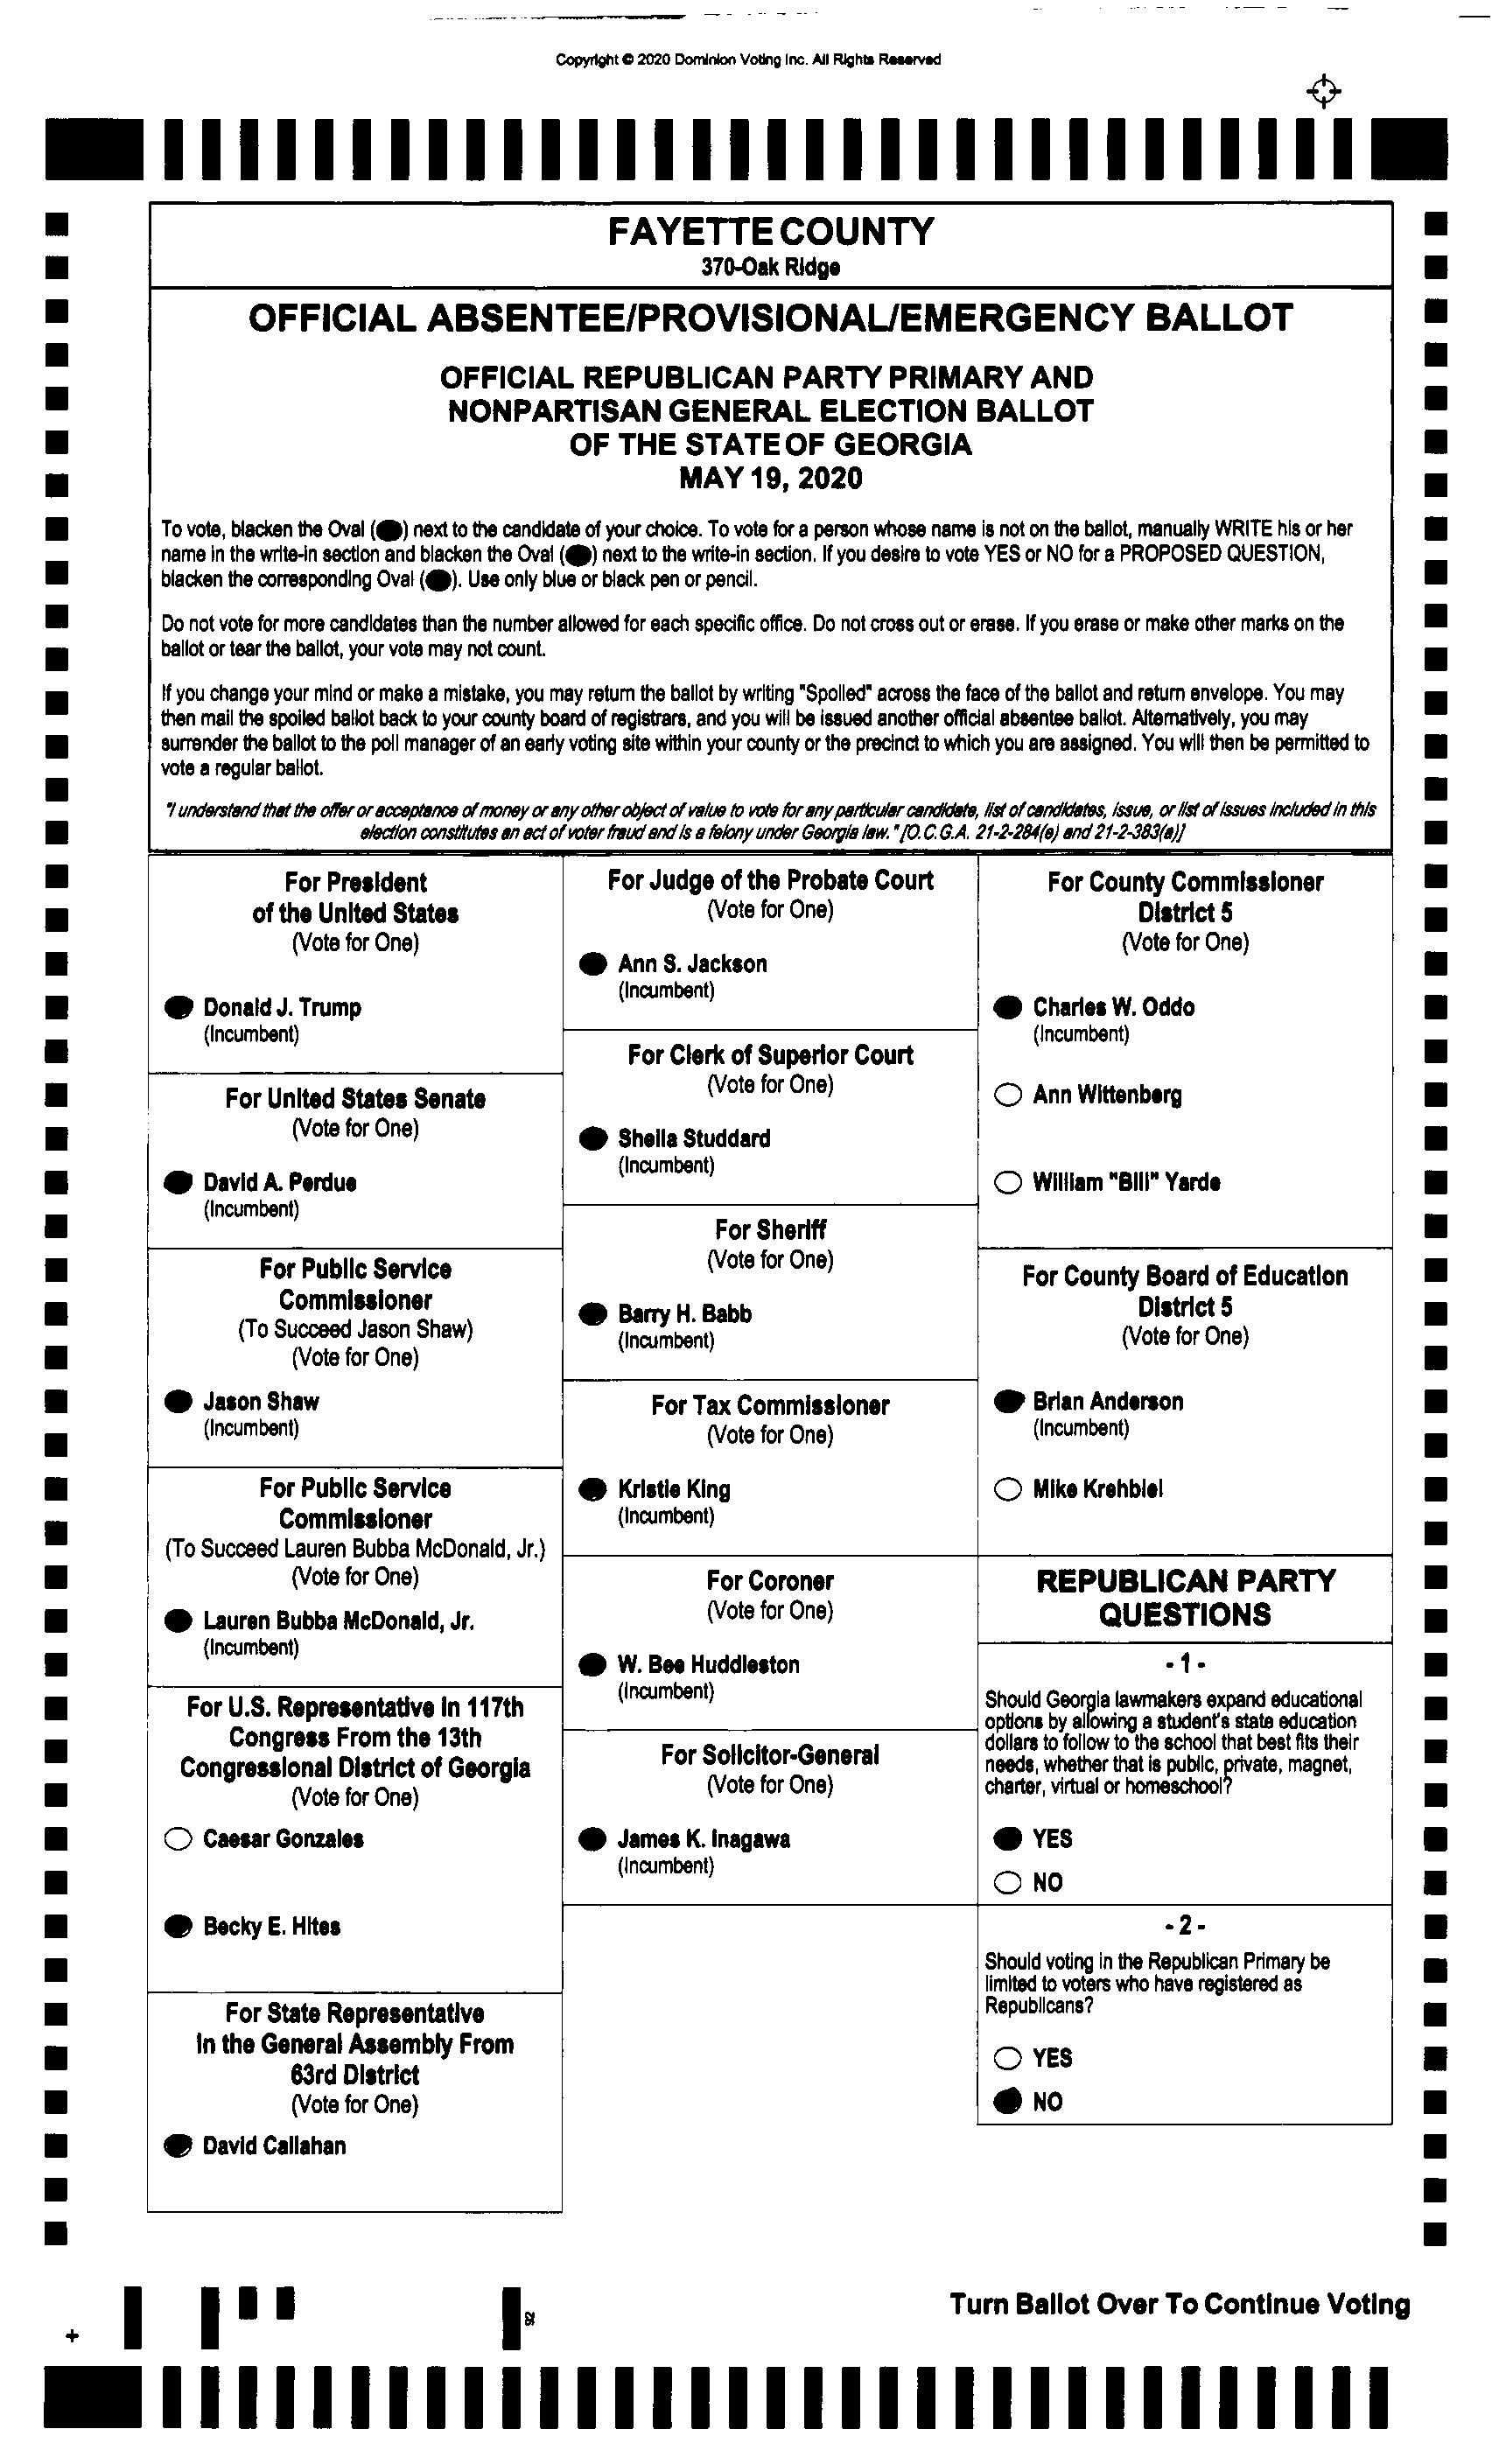 Copyright © 2020 Dominion Voting Inc. All Rights Reserved
FAYETTE COUNTY
370-Oak Ridge
OFFICIAL ABSENTEE/PROVISIONAL/EMERGENCY BALLOT
OFFICIAL REPUBLICAN PARTY PRIMARY AND
NONPARTISAN GENERAL ELECTION BALLOT
OF THE STATE OF GEORGIA
MAY 19, 2020
To vote, blacken the Oval ( ) next to the candidate of your choice. To vote for a person whose name is not on the ballot, manually WRITE his or her
name in the write-in section and blacken the Oval ( ) next to the write-in section. If you desire to vote YES or NO for a PROPOSED QUESTION,
blacken the corresponding Oval ( ). Use only blue or black pen or pencil.
Do not vote for more candidates than the number allowed for each specific office. Do not cross out or erase. If you erase or make other marks on the
ballot or tear the ballot, your vote may not count.
If you change your mind or make a mistake, you may return the ballot by writing "Spoiled" across the face of the ballot and return envelope. You may
then mail the spoiled ballot back to your county board of registrars, and you will be issued another official absentee ballot. Alternatively, you may
surrender the ballot to the poll manager of an early voting site within your county or the precinct to which you are assigned. You will then be permitted to
vote a regular ballot.
"I understand that the offer or acceptance of money or any other object of value to vote for any particular candidate, list of candidates, issue, or list of issues included in this
election constitutes an act of voter fraud and is a felony under Georgia law." [O.C.G.A. 21-2-284(e) and 21-2-383(a)]
For President
of the United States
(Vote for One)
Donald J. Trump
(Incumbent)
For United States Senate
(Vote for One)
David A. Perdue
(Incumbent)
For Public Service
Commissioner
(To Succeed Jason Shaw)
(Vote for One)
Jason Shaw
(Incumbent)
For Public Service
Commissioner
(To Succeed Lauren Bubba McDonald, Jr.)
(Vote for One)
Lauren Bubba McDonald, Jr.
(Incumbent)
For U.S. Representative in 117th
Congress From the 13th
Congressional District of Georgia
(Vote for One)
Caesar Gonzales
Becky E. Hites
For State Representative
In the General Assembly From
63rd District
(Vote for One)
David Callahan
For Judge of the Probate Court
(Vote for One)
Ann S. Jackson
(Incumbent)
For Clerk of Superior Court
(Vote for One)
Sheila Studdard
(Incumbent)
For Sheriff
(Vote for One)
Barry H. Babb
(Incumbent)
For Tax Commissioner
(Vote for One)
Kristie King
(Incumbent)
For Coroner
(Vote for One)
W. Bee Huddleston
(Incumbent)
For Solicitor-General
(Vote for One)
James K. Inagawa
(Incumbent)
For County Commissioner
District 5
(Vote for One)
Charles W. Oddo
(Incumbent)
Ann Wittenberg
William "Bill" Yarde
For County Board of Education
District 5
(Vote for One)
Brian Anderson
(Incumbent)
Mike Krehbiel
REPUBLICAN PARTY
QUESTIONS
- 1 -
Should Georgia lawmakers expand educational
options by allowing a student's state education
dollars to follow to the school that best fits their
needs, whether that is public, private, magnet,
charter, virtual or homeschool?
YES
NO
- 2 -
Should voting in the Republican Primary be
limited to voters who have registered as
Republicans?
YES
NO
Turn Ballot Over To Continue Voting